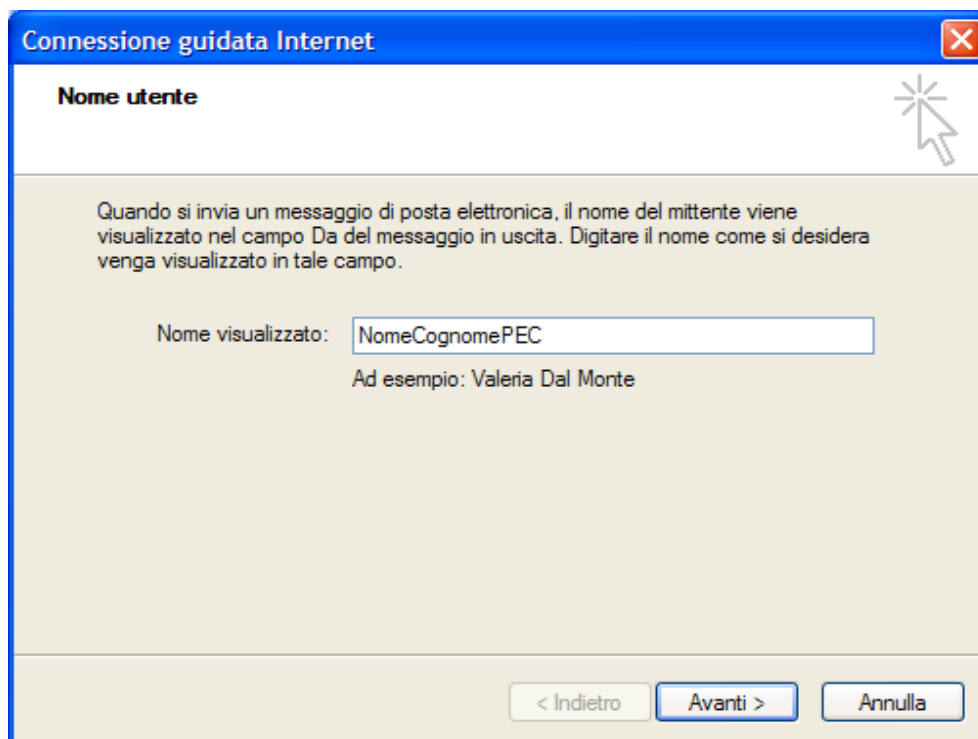 Connessione guidata Internet
Nome utente
Quando si invia un messaggio di posta elettronica, il nome del mittente viene
visualizzato nel campo Da del messaggio in uscita. Digitare il nome come si desidera
venga visualizzato in tale campo.
Nome visualizzato: NomeCognomePEC
Ad esempio: Valeria Dal Monte
< Indietro Avanti > Annulla